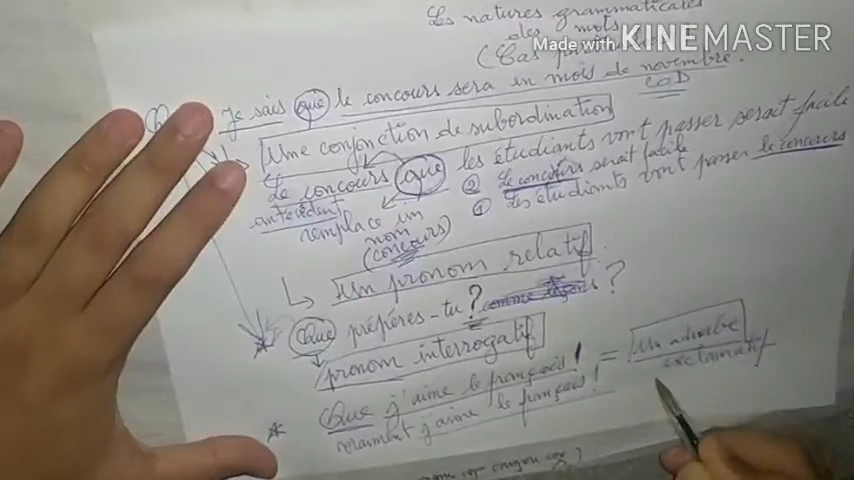 Les natures grammaticales
des mots
(Cas
Made with KINEMASTER
Je sais que le concours sera en mois de novembre.
COD
Une conjonction de subordination
Le concours que les étudiants vont passer serait facile
② Le concours serait facile
antécédent
① Les étudiants vont passer le concours
remplace un
nom
(concours)
Un pronom relatif
Que préfères-tu ? ?
pronom interrogatif
Que j'aime le français ! = Un adverbe
exclamatif
vraiment j'aime le français !